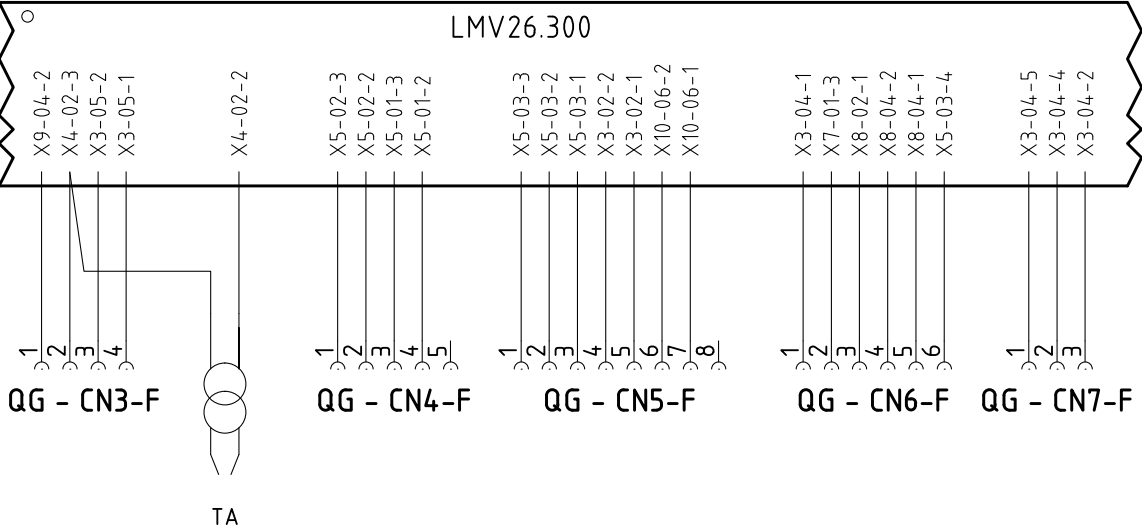 LMV26.300
X9-04-2 X4-02-3 X3-05-2 X3-05-1 X4-02-2 X5-02-3 X5-02-2 X5-01-3 X5-01-2 X5-03-3 X5-03-2 X5-03-1 X3-02-2 X3-02-1 X10-06-2 X10-06-1 X3-04-1 X7-01-3 X8-02-1 X8-04-2 X8-04-1 X5-03-4 X3-04-5 X3-04-4 X3-04-2
1 2 3 4 1 2 3 4 5 1 2 3 4 5 6 7 8 1 2 3 4 5 6 1 2 3
QG - CN3-F QG - CN4-F QG - CN5-F QG - CN6-F QG - CN7-F
TA